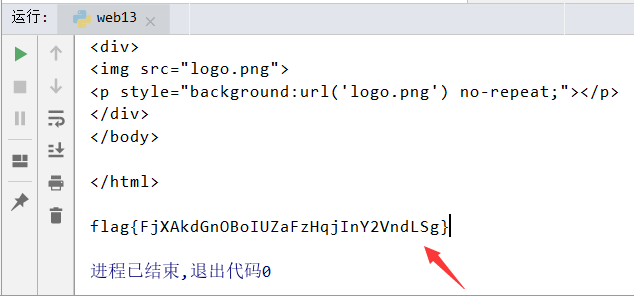 运行: web13
<div>
<img src="logo.png">
<p style="background:url('logo.png') no-repeat;"></p>
</div>
</body>
</html>
flag{FjXAkdGnOBoIUZaFzHqjInY2VndLSg}
进程已结束,退出代码0